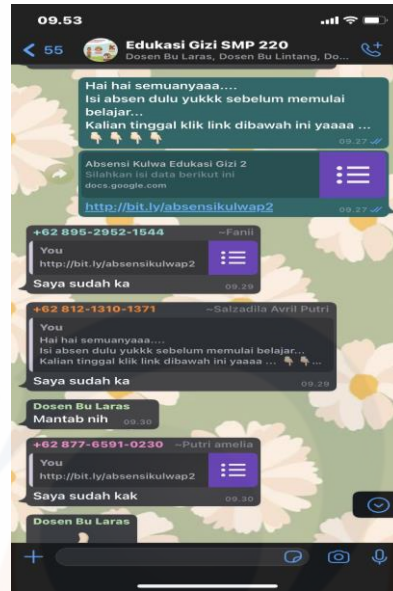 09.53
55
Edukasi Gizi SMP 220
Dosen Bu Laras, Dosen Bu Lintang, Do...
Hai hai semuanyaaa....
Isi absen dulu yukkk sebelum memulai
belajar...
Kalian tinggal klik link dibawah ini yaaaa ...
09.27
Absensi Kulwa Edukasi Gizi 2
Silahkan isi data berikut ini
docs.google.com
http://bit.ly/absensikulwap2
09.27
+62 895-2952-1544 ~Fanii
You
http://bit.ly/absensikulwap2
Saya sudah ka
09.29
+62 812-1310-1371 ~Salzadila Avril Putri
You
Hai hai semuanyaaa....
Isi absen dulu yukkk sebelum memulai belajar...
Kalian tinggal klik link dibawah ini yaaaa ...
Saya sudah ka
09.29
Dosen Bu Laras
Mantab nih 09.30
+62 877-6591-0230 ~Putri amelia
You
http://bit.ly/absensikulwap2
Saya sudah kak
09.30
Dosen Bu Laras